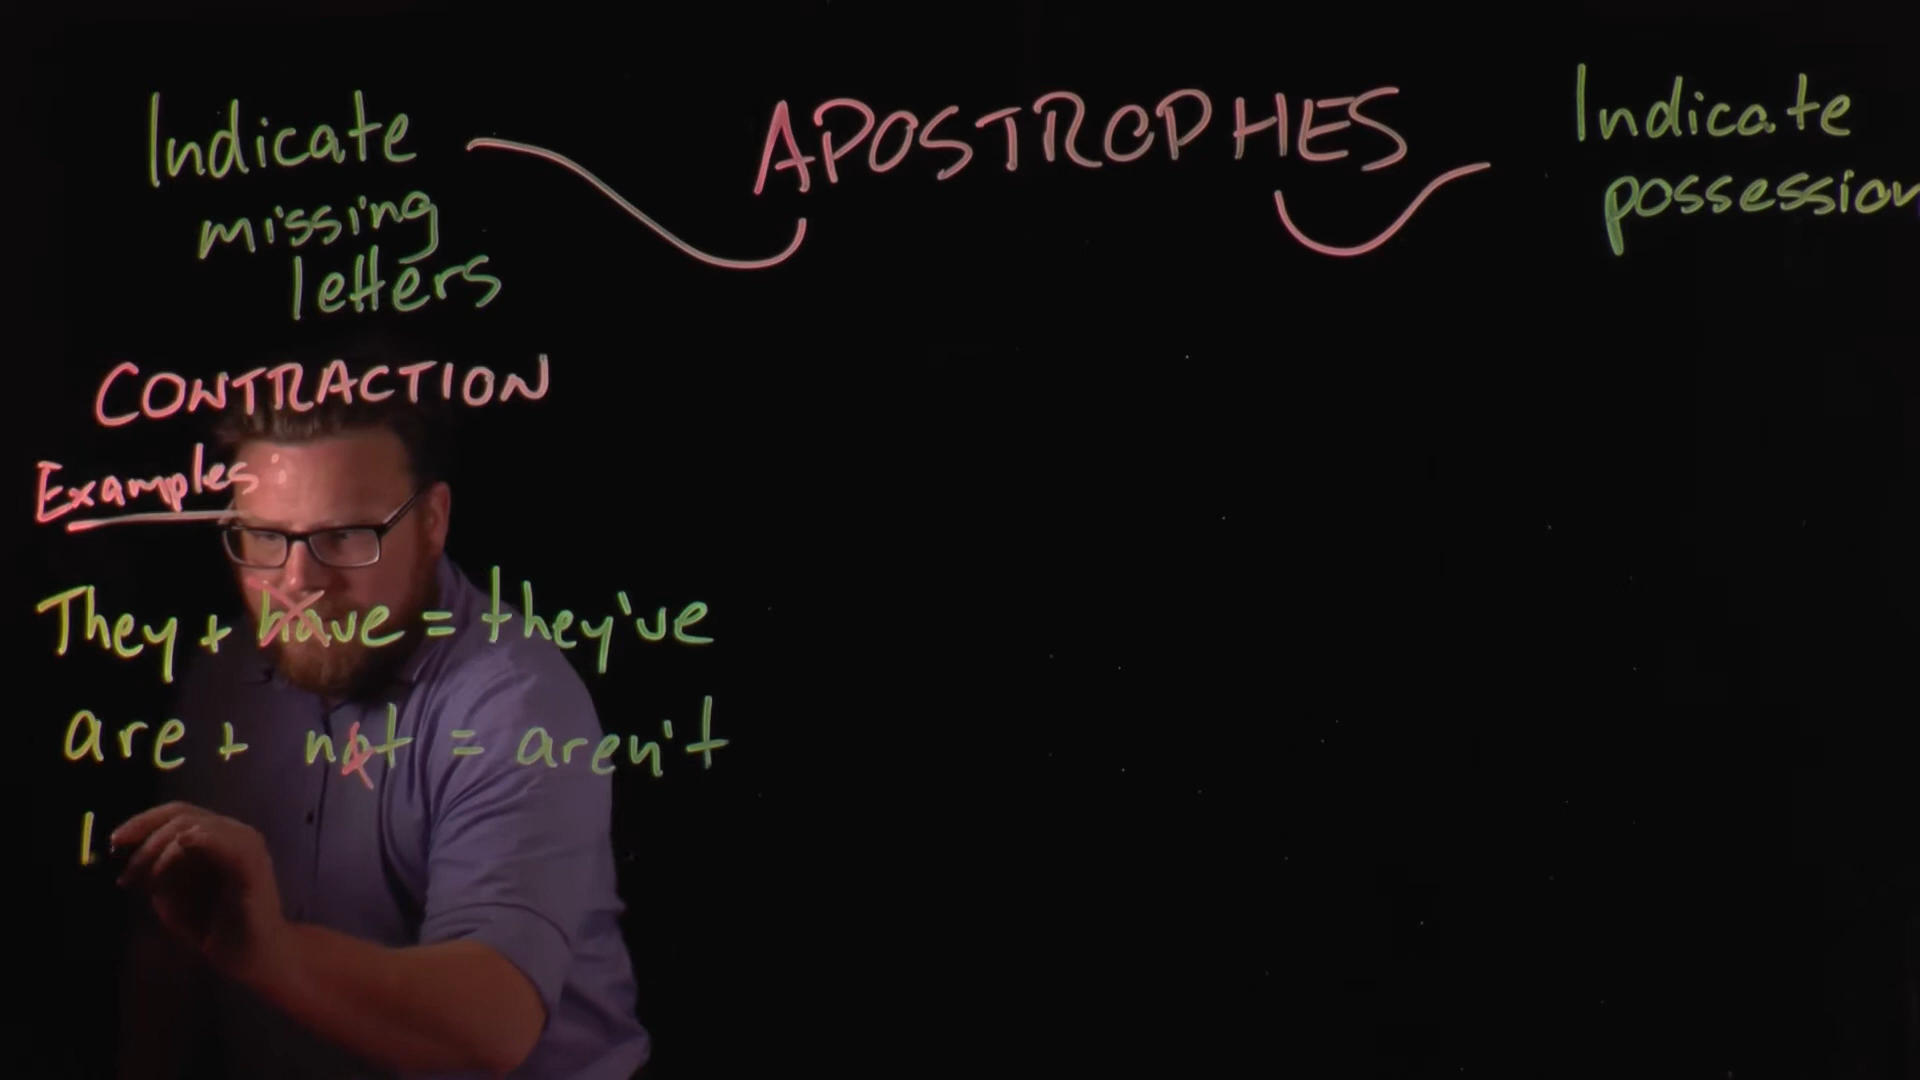 APOSTROPHES
Indicate
missing
letters
CONTRACTION
Examples:
They + have = they've
are + not = aren't
I
Indicate
possession